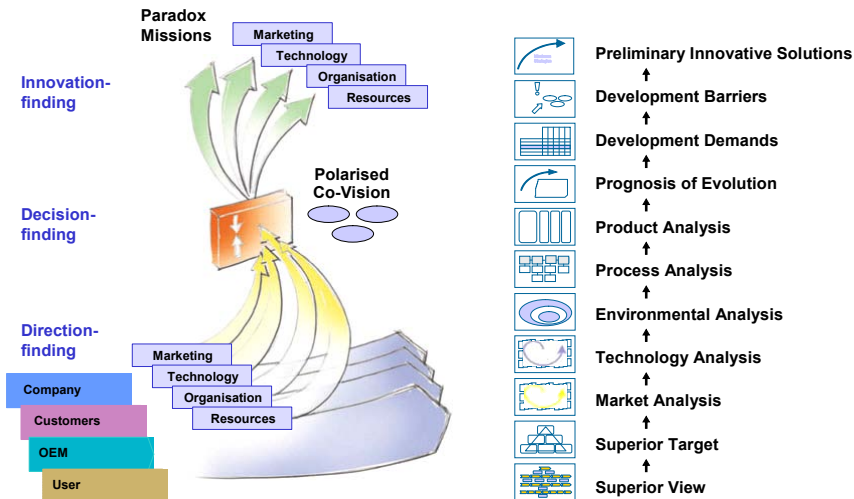 Paradox
Missions
Marketing
Technology
Organisation
Resources
Innovation-
finding
Polarised
Co-Vision
Decision-
finding
Direction-
finding
Marketing
Technology
Organisation
Resources
Company
Customers
OEM
User
Preliminary Innovative Solutions
!
Development Barriers
Development Demands
Prognosis of Evolution
Product Analysis
Process Analysis
Environmental Analysis
Technology Analysis
Market Analysis
Superior Target
Superior View